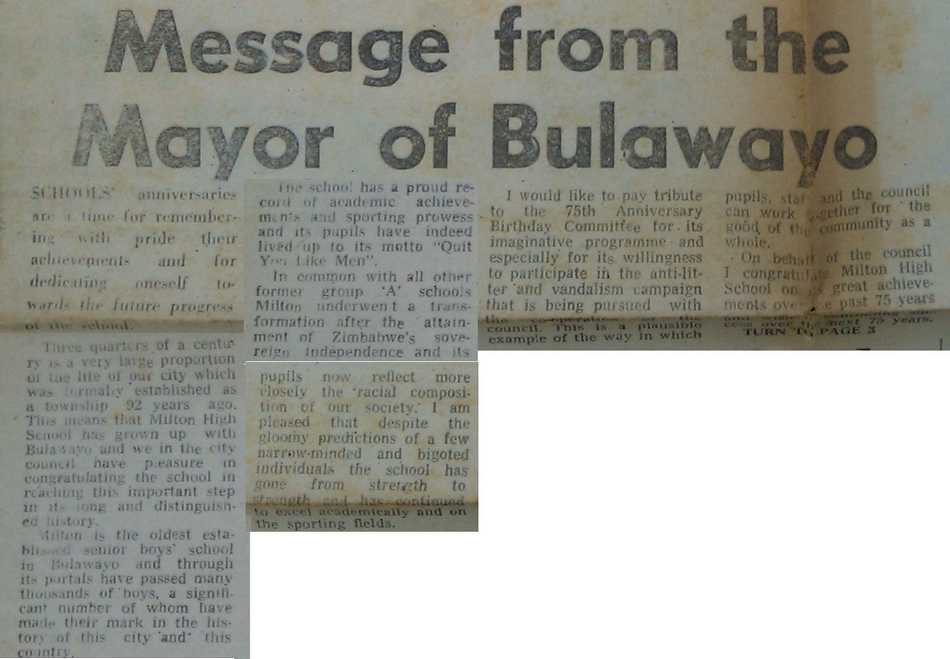 Message from the
Mayor of Bulawayo
SCHOOLS' anniversaries
are a time for remember-
ing with pride their
achievements and for
dedicating oneself to-
wards the future progress
of the school.
Three quarters of a centu-
ry is a very large proportion
of the life of our city which
was formally established as
a township 92 years ago.
This means that Milton High
School has grown up with
Bulawayo and we in the city
council have pleasure in
congratulating the school in
reaching this important step
in its long and distinguish-
ed history.
Milton is the oldest esta-
blished senior boys' school
in Bulawayo and through
its portals have passed many
thousands of boys, a signifi-
cant number of whom have
made their mark in the his-
tory of this city and this
country.
The school has a proud re-
cord of academic achieve-
ments and sporting prowess
and its pupils have indeed
lived up to its motto "Quit
You Like Men".
In common with all other
former group 'A' schools
Milton underwent a trans-
formation after the attain-
ment of Zimbabwe's sove-
reign independence and its
pupils now reflect more
closely the racial composi-
tion of our society. I am
pleased that despite the
gloomy predictions of a few
narrow-minded and bigoted
individuals the school has
gone from strength to
strength and has continued
to excel academically and on
the sporting fields.
I would like to pay tribute
to the 75th Anniversary
Birthday Committee for its
imaginative programme and
especially for its willingness
to participate in the anti-lit-
ter and vandalism campaign
that is being pursued with
the co-operation of the
council. This is a plausible
example of the way in which
pupils, staff and the council
can work together for the
good of the community as a
whole.
On behalf of the council
I congratulate Milton High
School on its great achieve-
ments over the past 75 years
and
cess over the next 75 years.
TURN To PAGE 3